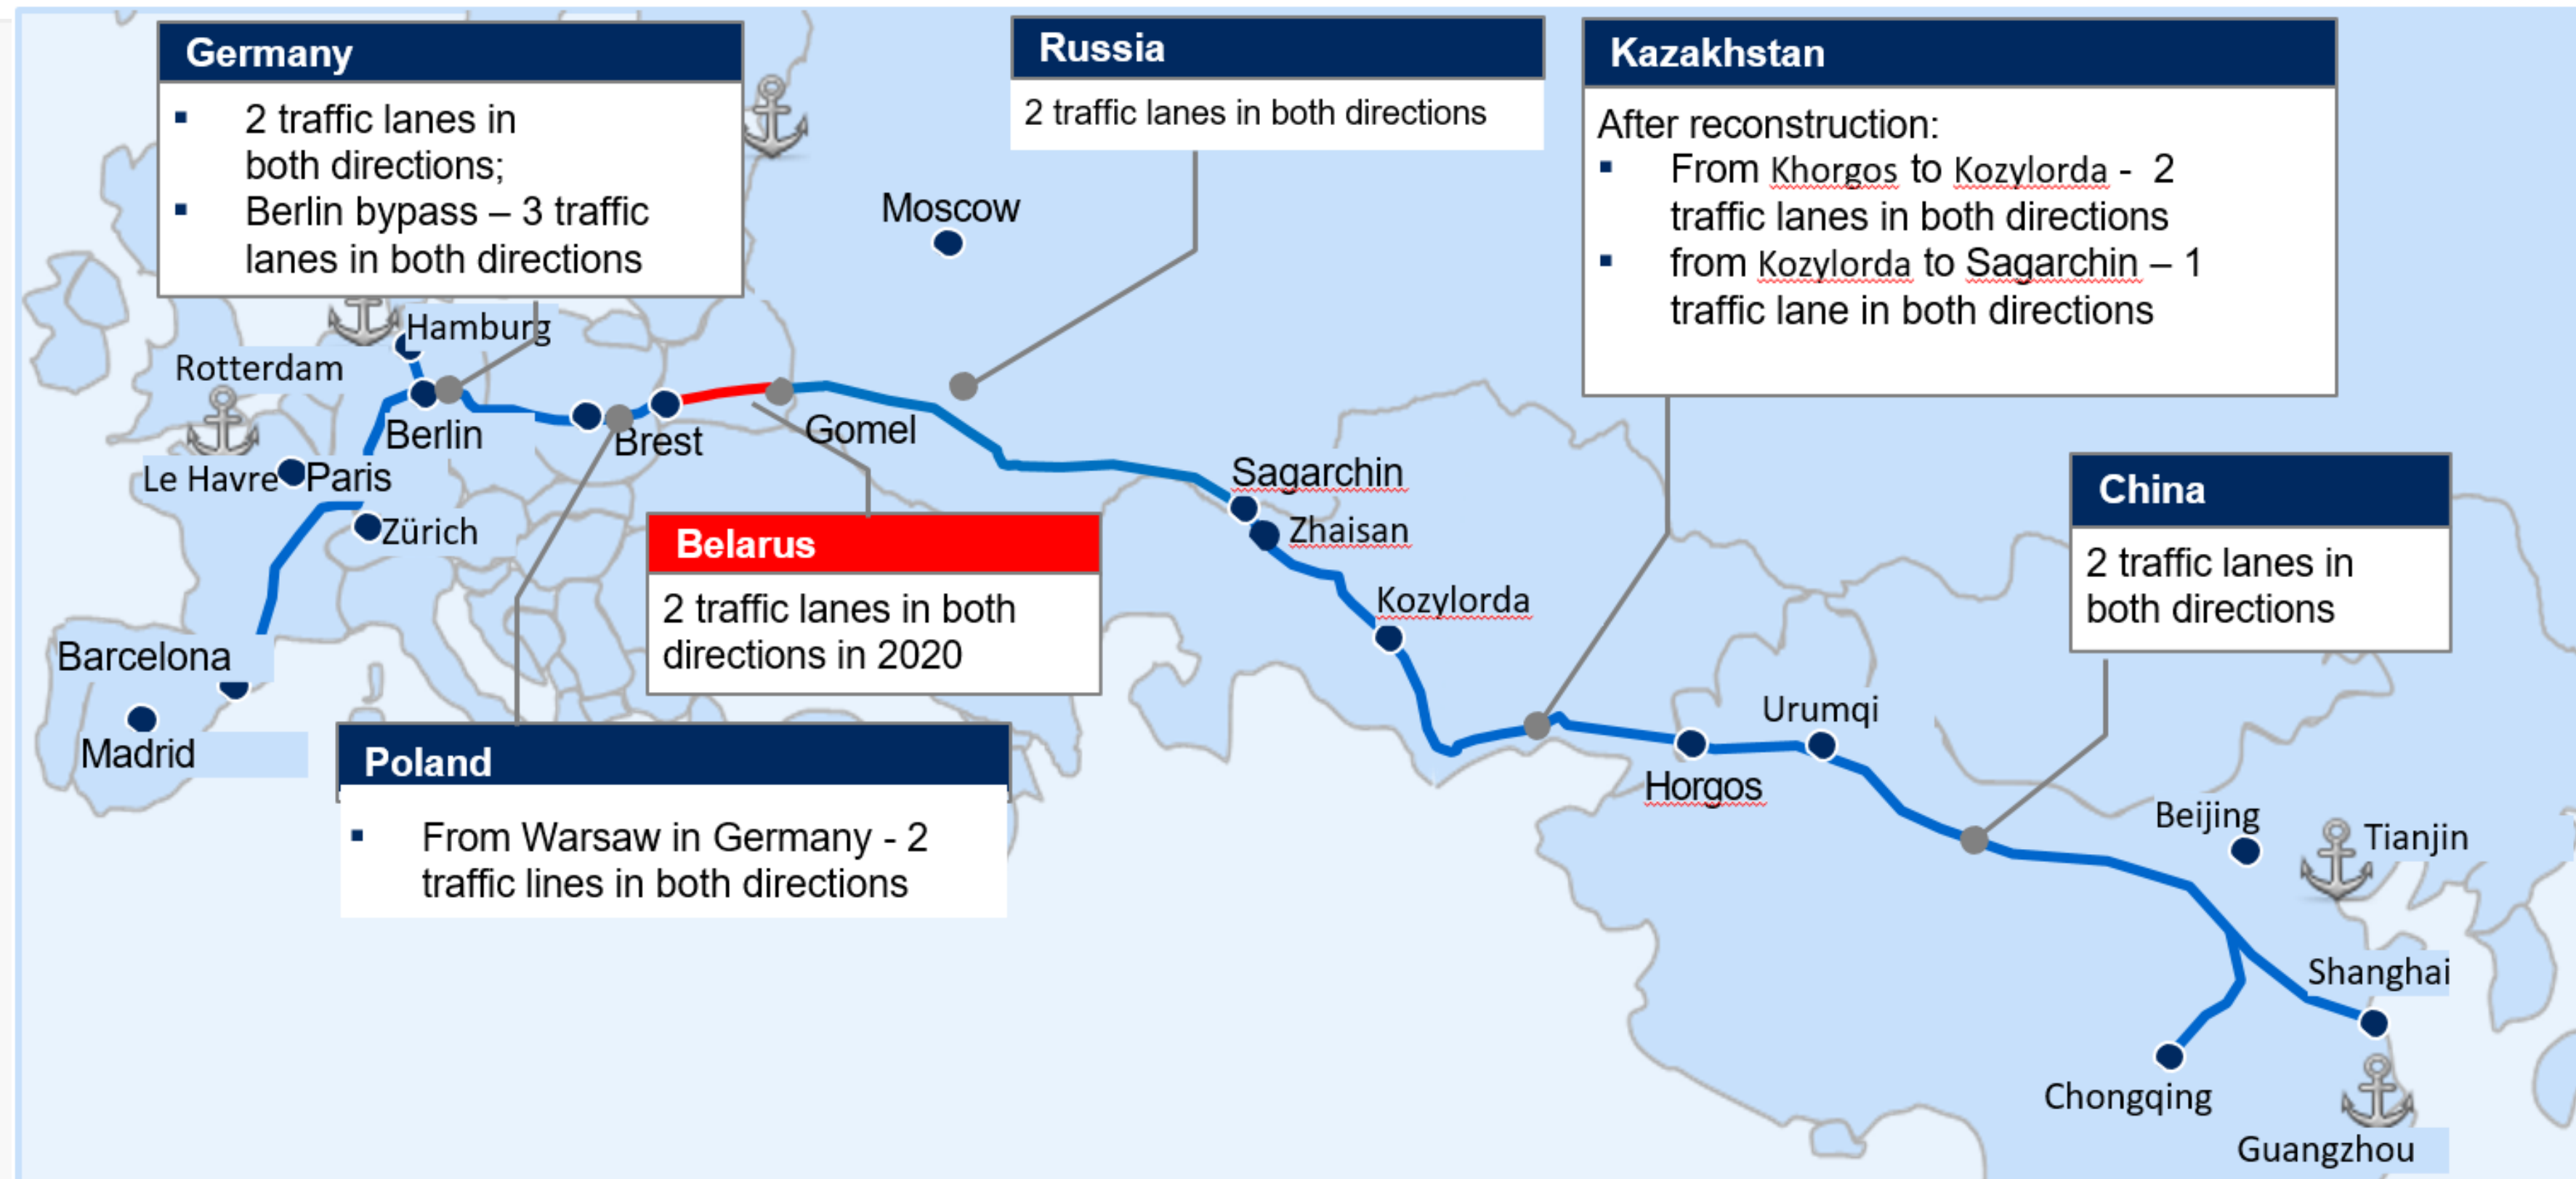 Germany
▪ 2 traffic lanes in
both directions;
▪ Berlin bypass – 3 traffic
lanes in both directions
Russia
2 traffic lanes in both directions
Kazakhstan
After reconstruction:
▪ From Khorgos to Kozylorda - 2
traffic lanes in both directions
▪ from Kozylorda to Sagarchin – 1
traffic lane in both directions
Moscow
Hamburg
Rotterdam
Berlin
Brest
Gomel
Le Havre
Paris
Zürich
Sagarchin
Zhaisan
Kozylorda
China
2 traffic lanes in
both directions
Belarus
2 traffic lanes in both
directions in 2020
Barcelona
Madrid
Poland
▪ From Warsaw in Germany - 2
traffic lines in both directions
Urumqi
Horgos
Beijing
Tianjin
Shanghai
Chongqing
Guangzhou